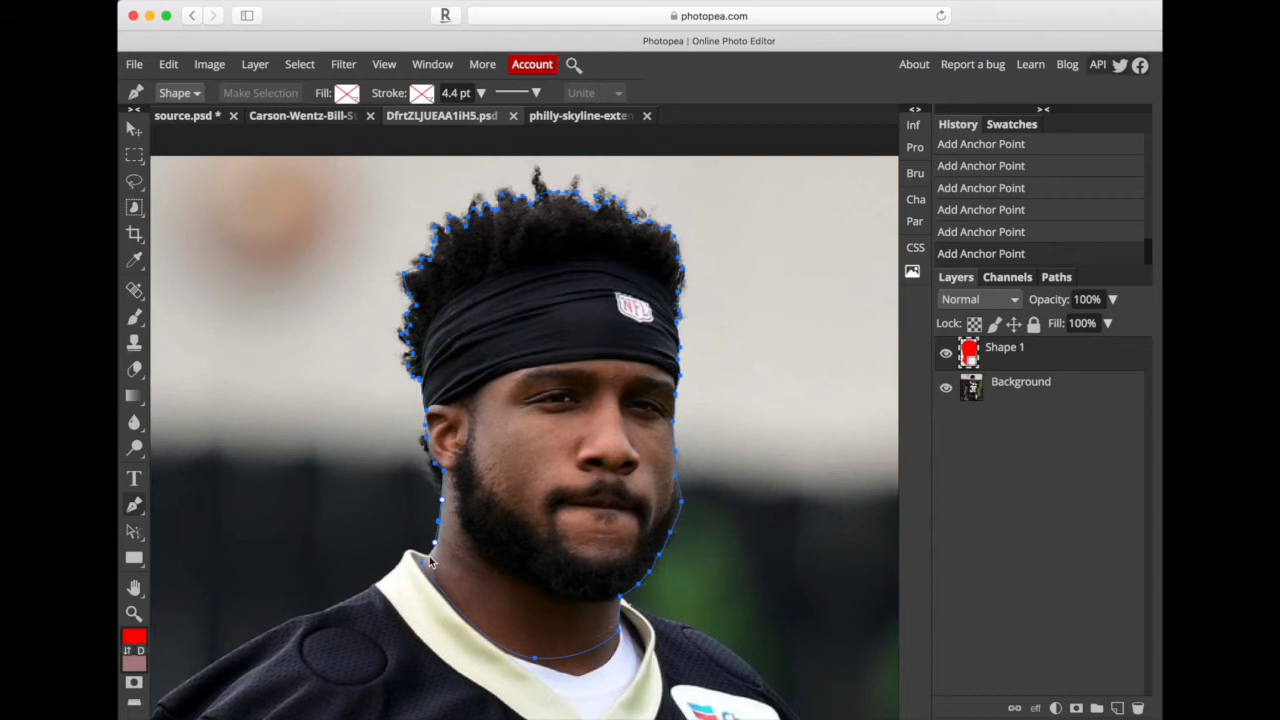 R photopea.com
Photopea | Online Photo Editor
File Edit Image Layer Select Filter View Window More Account About Report a bug Learn Blog API
Shape Make Selection Fill: Stroke: 4.4 pt Unite
source.psd * Carson-Wentz-Bill-S DfrtZLJUEAA1iH5.psd philly-skyline-exten
> < < > > <
Inf
Pro
Bru
Cha
Par
CSS
History Swatches
Add Anchor Point
Add Anchor Point
Add Anchor Point
Add Anchor Point
Add Anchor Point
Add Anchor Point
Layers Channels Paths
Normal Opacity: 100%
Lock: Fill: 100%
Shape 1
Background
NFL
T
D
eff